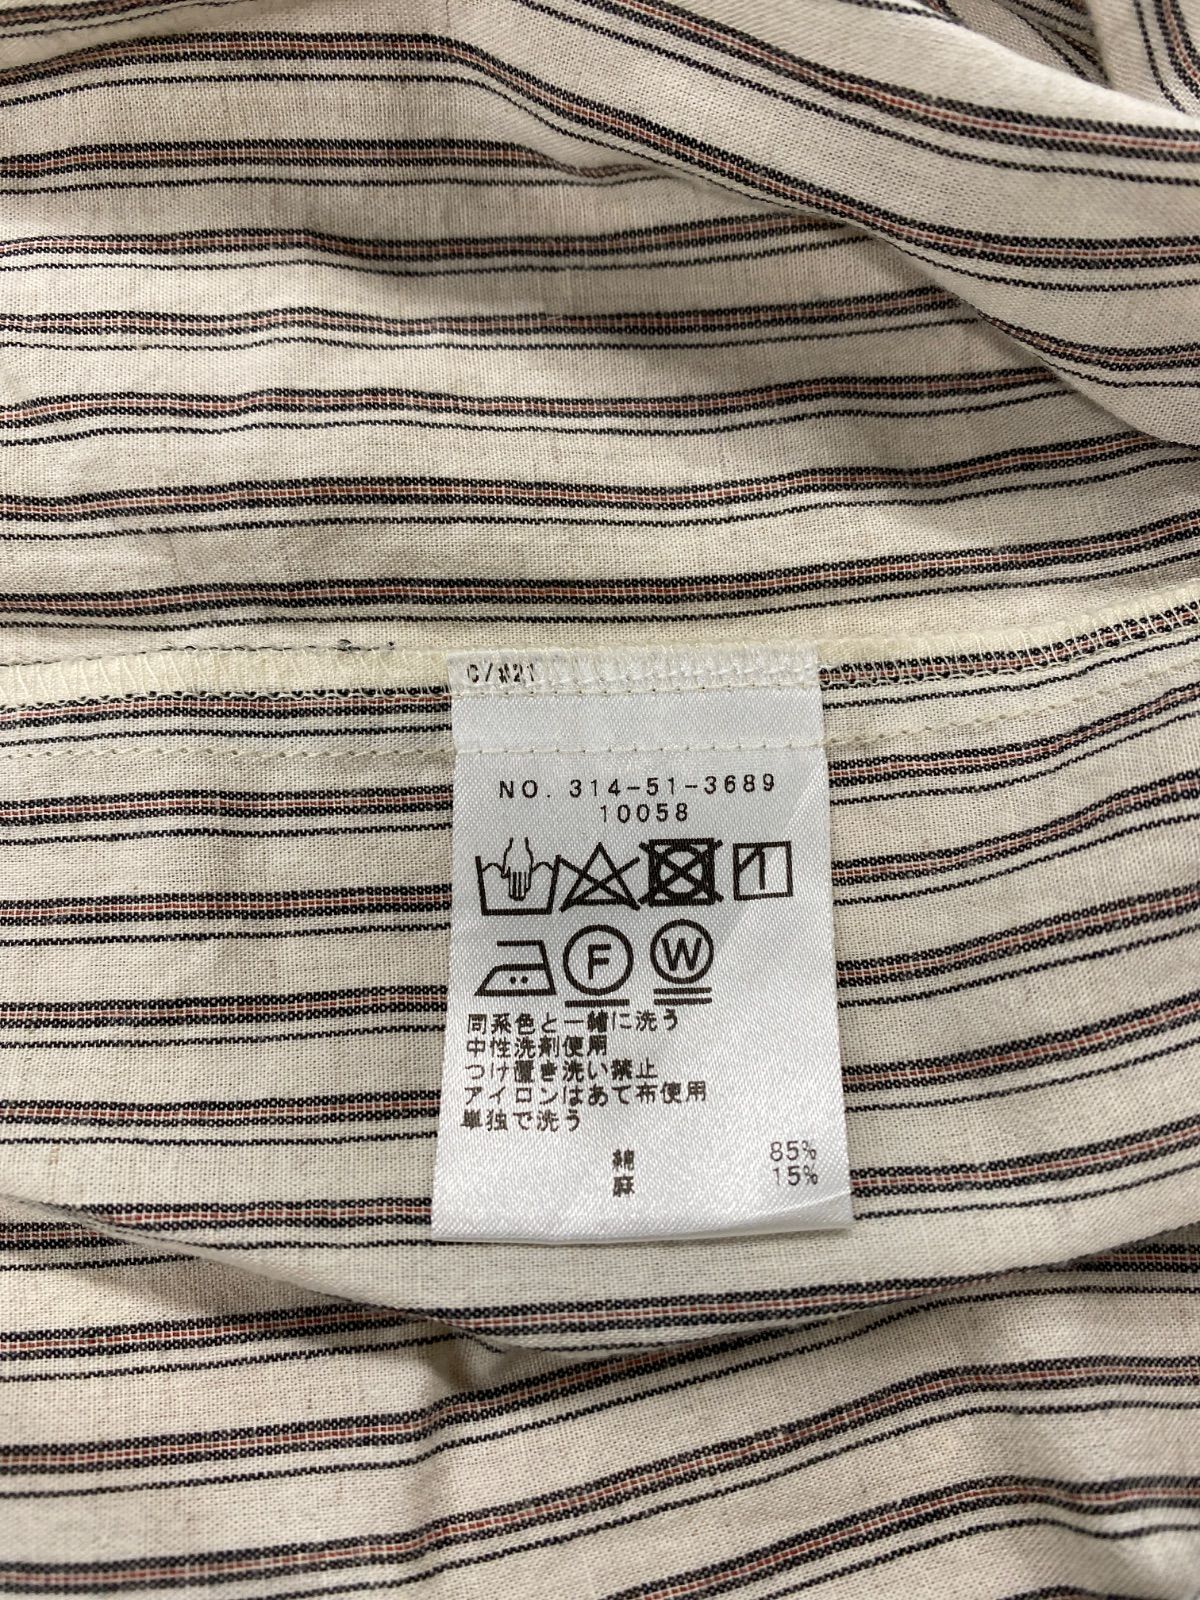 C/#21
NO. 314-51-3689
10058
F W
同系色と一緒に洗う
中性洗剤使用
つけ置き洗い禁止
アイロンはあて布使用
単独で洗う
綿 85%
麻 15%